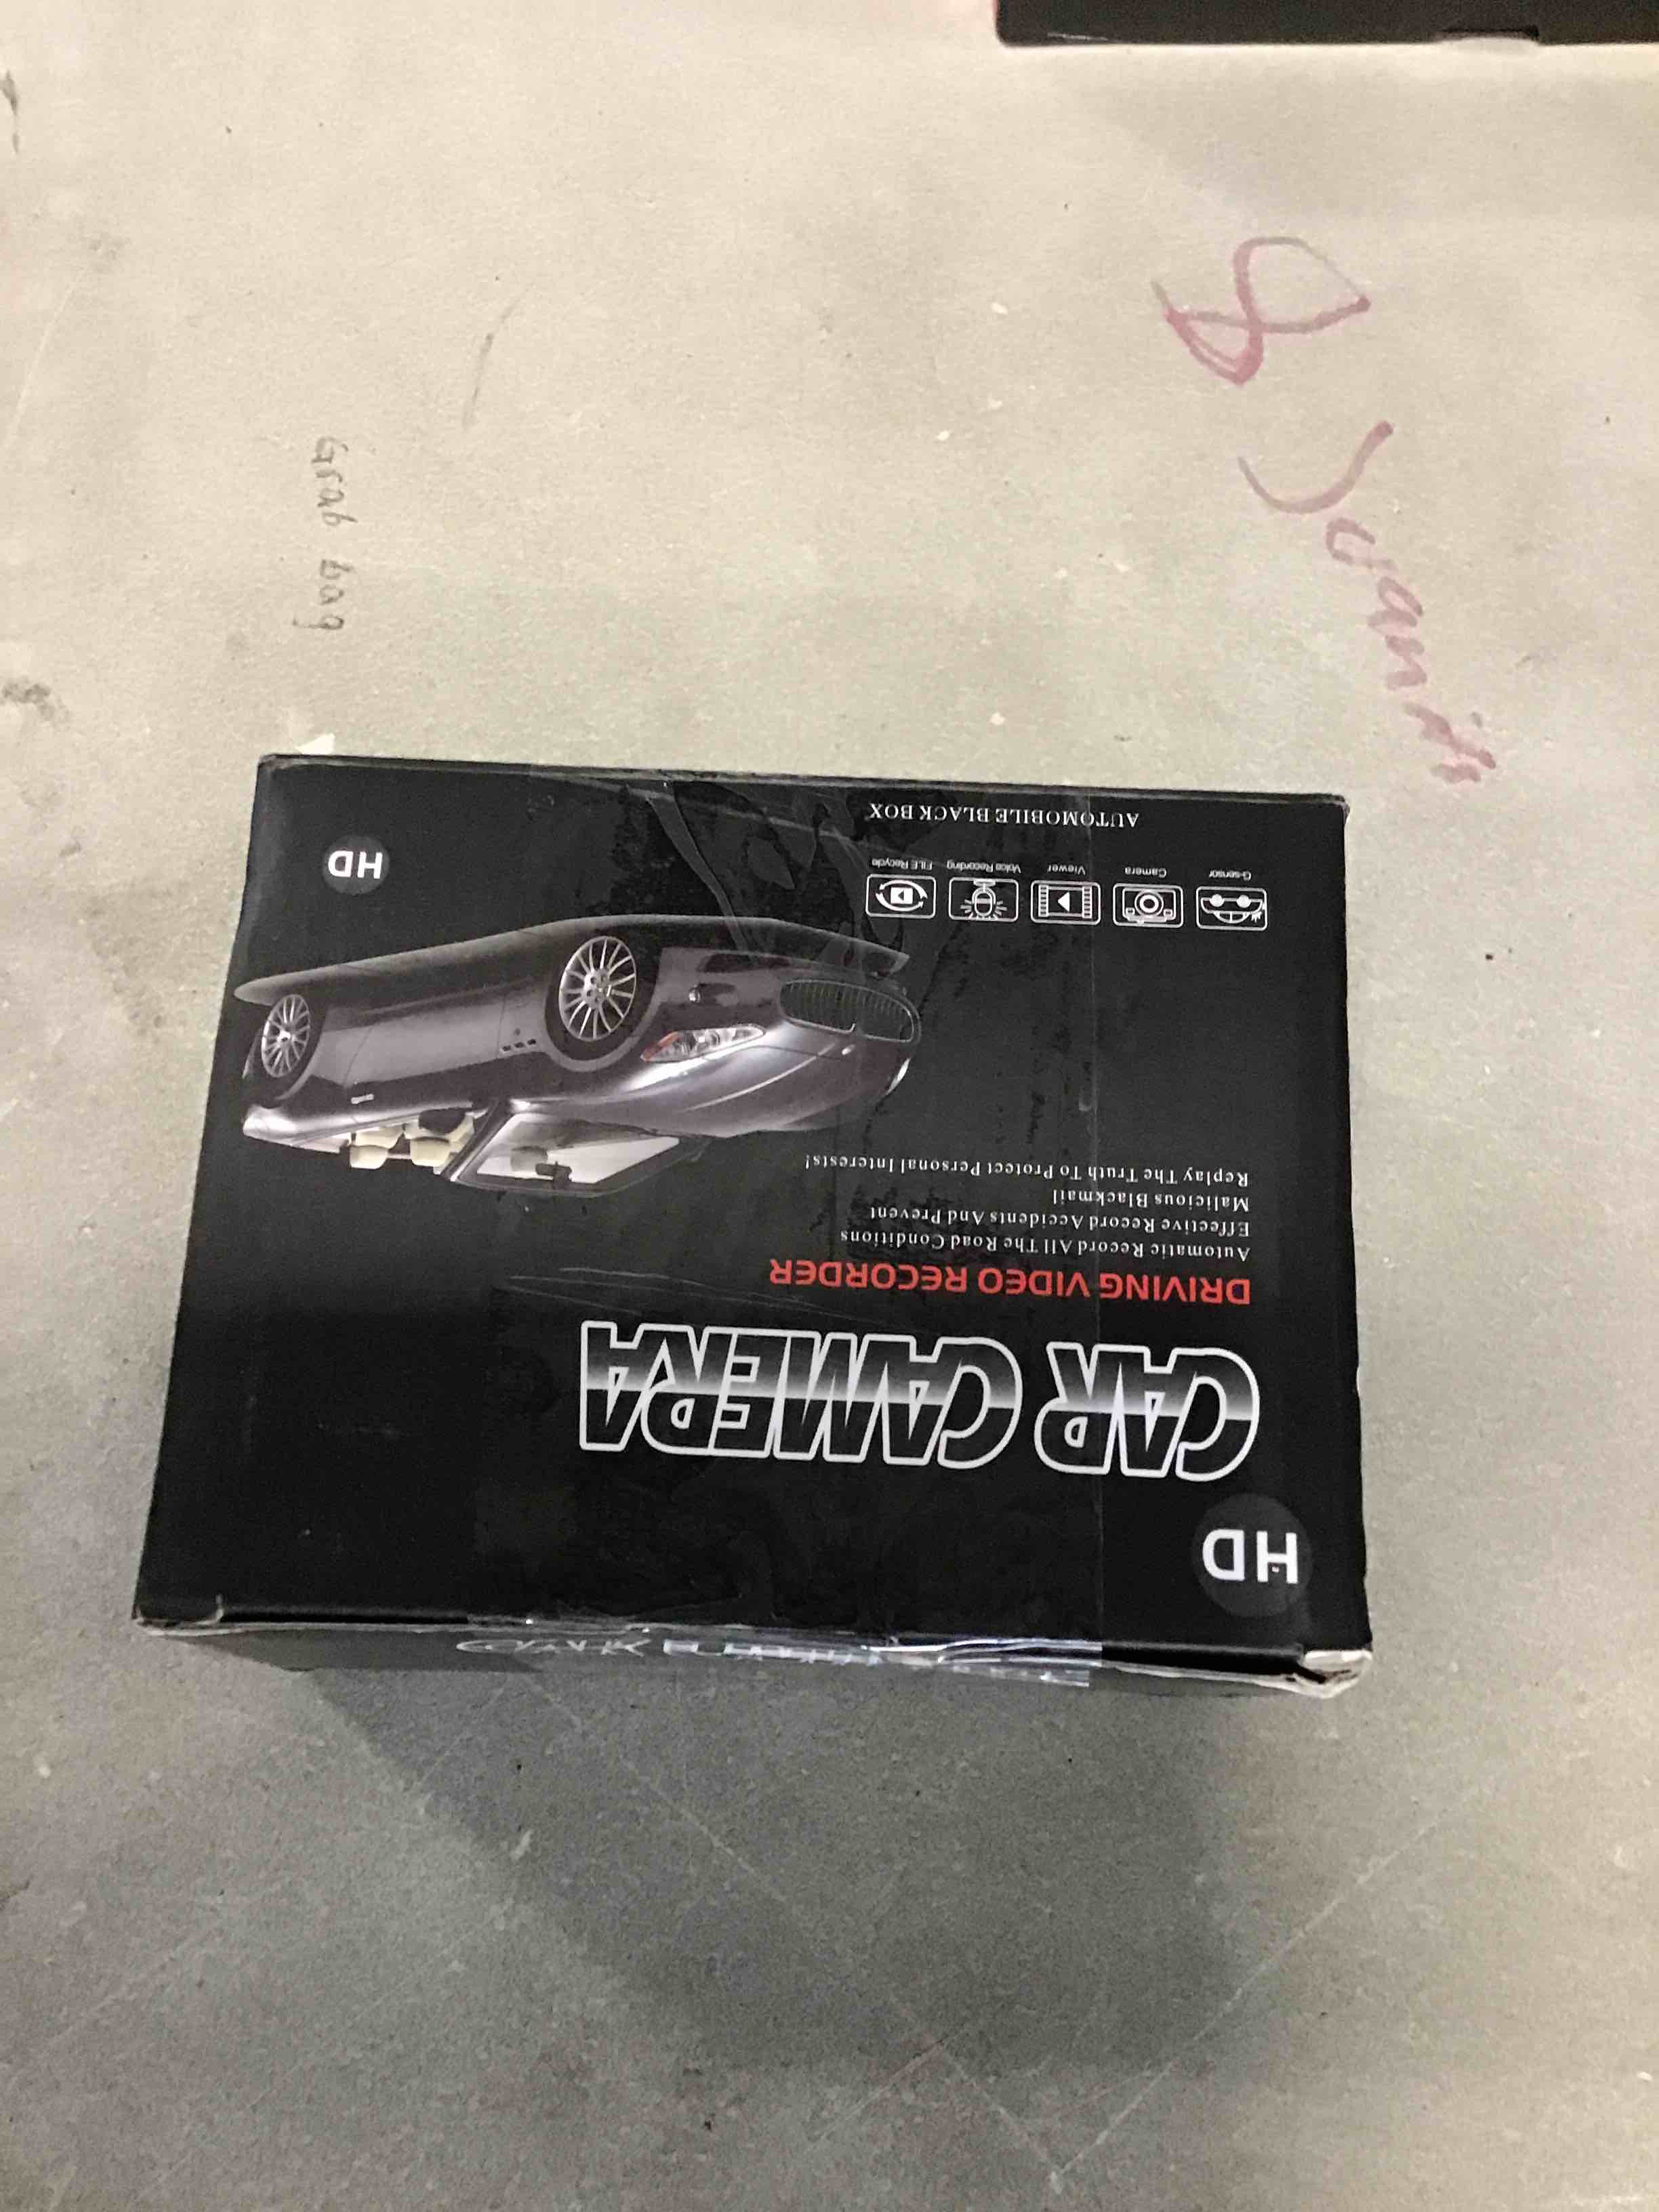 HD
CAR CAMERA
DRIVING VIDEO RECORDER
Automatic Record All The Road Conditions
Effective Record Accidents And Prevent
Malicious Blackmail
Replay The Truth To Protect Personal Interests!
G-sensor
Camera
Viewer
Voice Recording
FILE Recycle
HD
AUTOMOBILE BLACK BOX
Grab bag
8